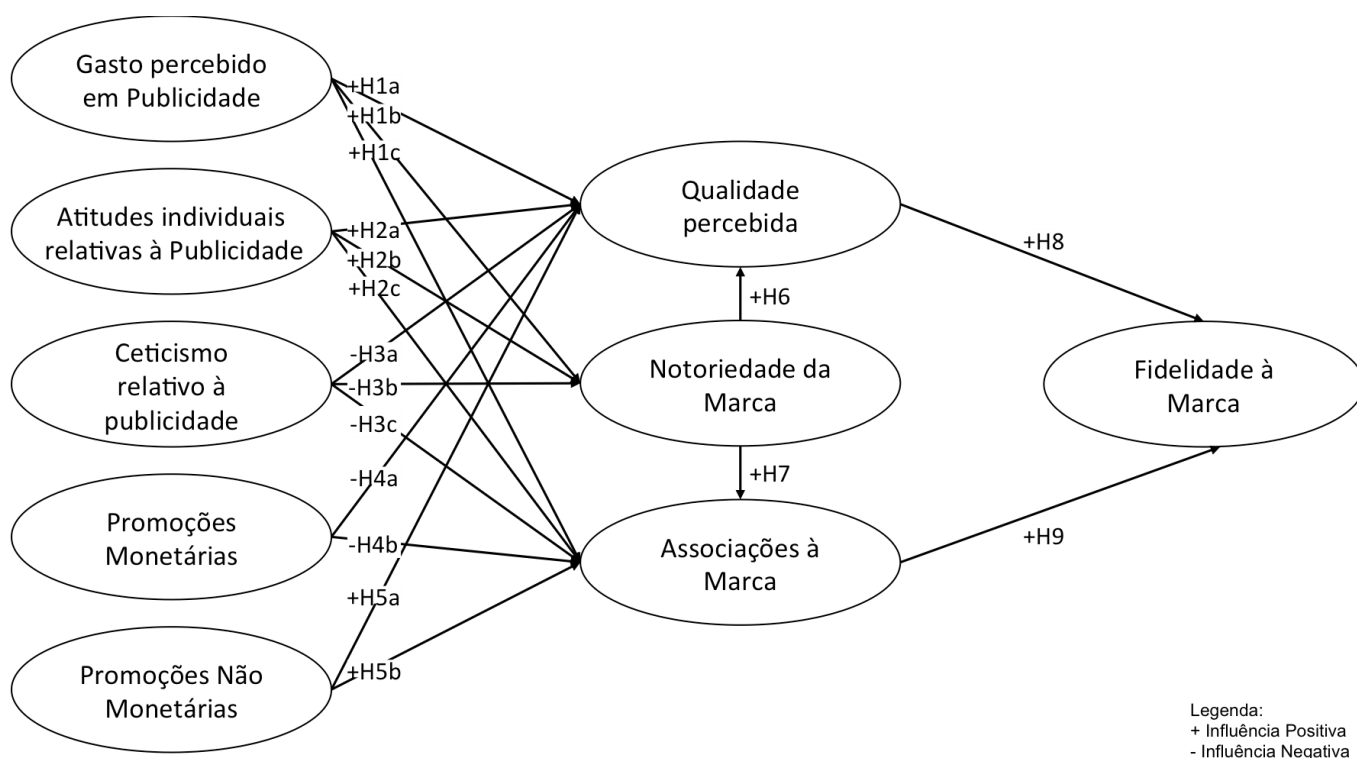 Gasto percebido
em Publicidade
Atitudes individuais
relativas à Publicidade
Ceticismo
relativo à
publicidade
Promoções
Monetárias
Promoções Não
Monetárias
+H1a
+H1b
+H1c
+H2a
+H2b
+H2c
-H3a
-H3b
-H3c
-H4a
-H4b
+H5a
+H5b
Qualidade
percebida
+H6
Notoriedade da
Marca
+H7
Associações à
Marca
+H8
+H9
Fidelidade à
Marca
Legenda:
+ Influência Positiva
- Influência Negativa